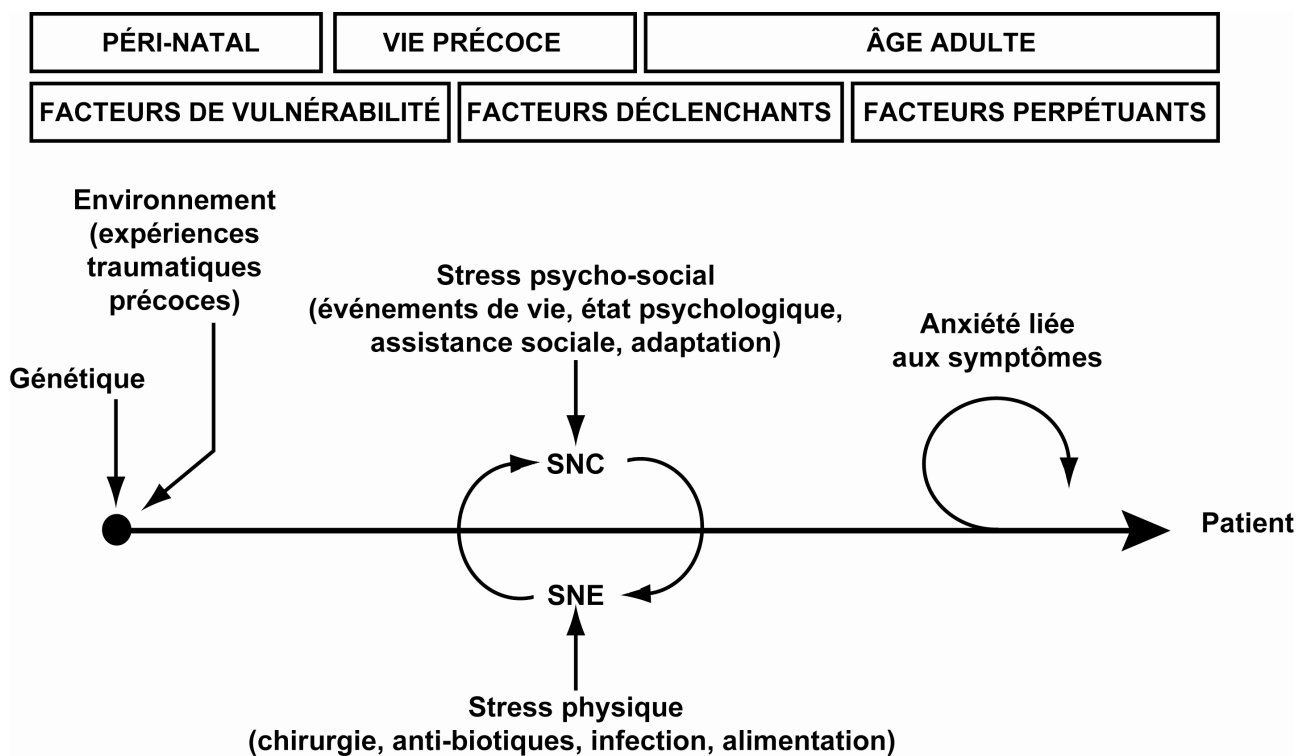 PÉRI-NATAL
VIE PRÉCOCE
ÂGE ADULTE
FACTEURS DE VULNÉRABILITÉ
FACTEURS DÉCLENCHANTS
FACTEURS PERPÉTUANTS
Environnement
(expériences
traumatiques
précoces)
Génétique
Stress psycho-social
(événements de vie, état psychologique,
assistance sociale, adaptation)
Anxiété liée
aux symptômes
SNC
Patient
SNE
Stress physique
(chirurgie, anti-biotiques, infection, alimentation)